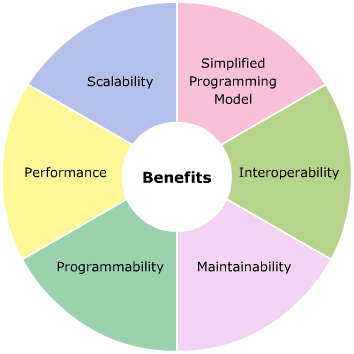 Scalability
Simplified
Programming
Model
Performance
Benefits
Interoperability
Programmability
Maintainability